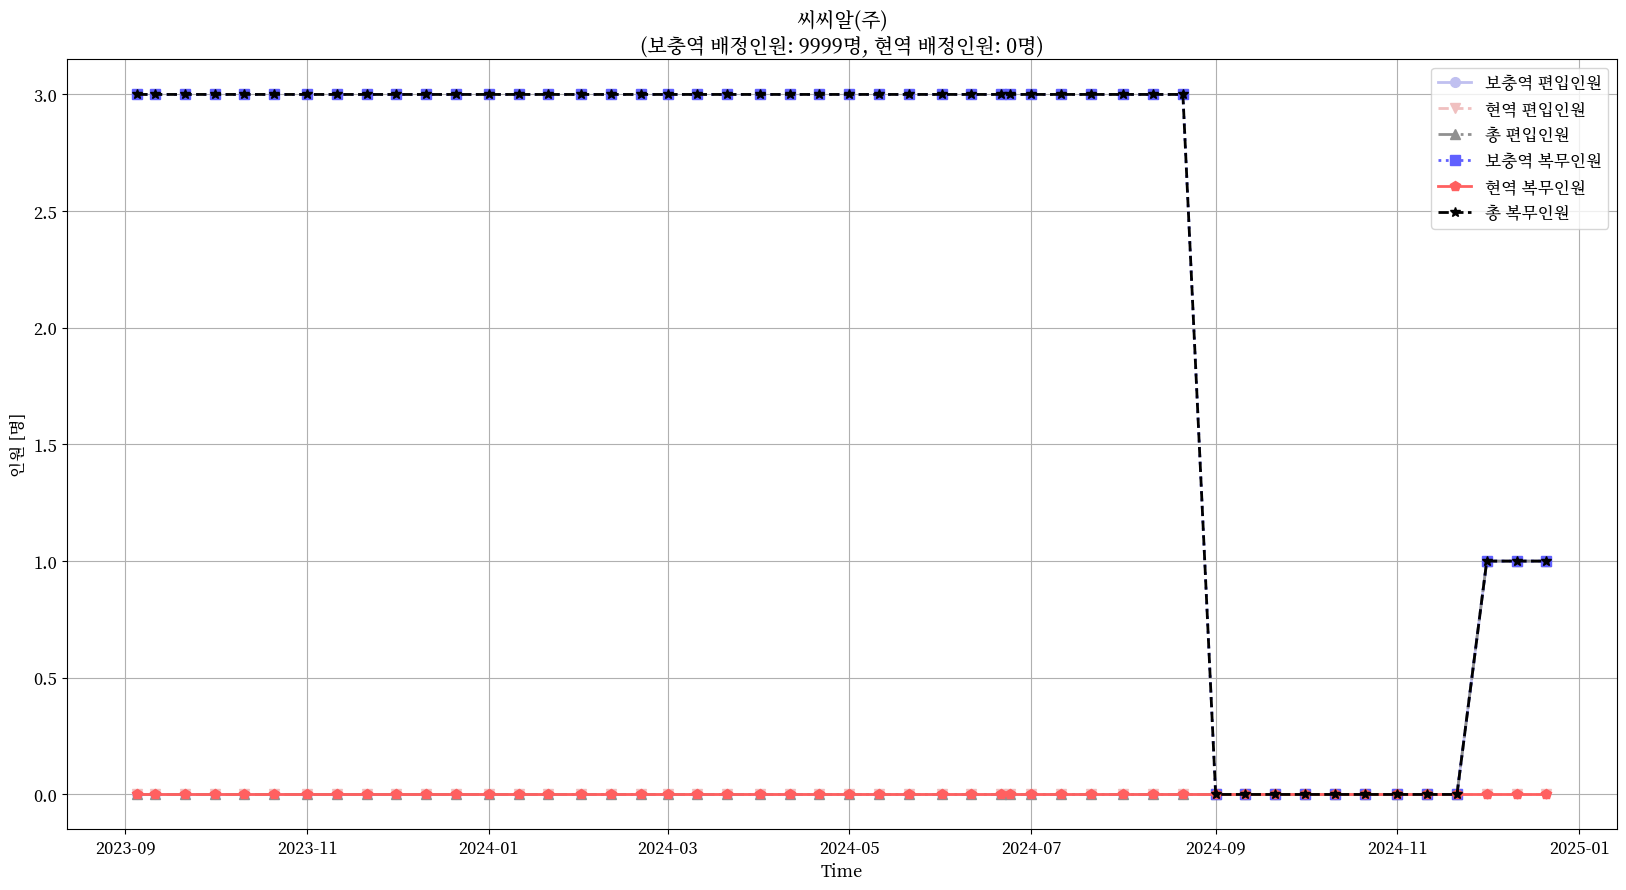 씨씨알(주)
(보충역 배정인원: 9999명, 현역 배정인원: 0명)
보충역 편입인원
현역 편입인원
총 편입인원
보충역 복무인원
현역 복무인원
총 복무인원
인원 [명]
3.0
2.5
2.0
1.5
1.0
0.5
0.0
2023-09 2023-11 2024-01 2024-03 2024-05 2024-07 2024-09 2024-11 2025-01
Time